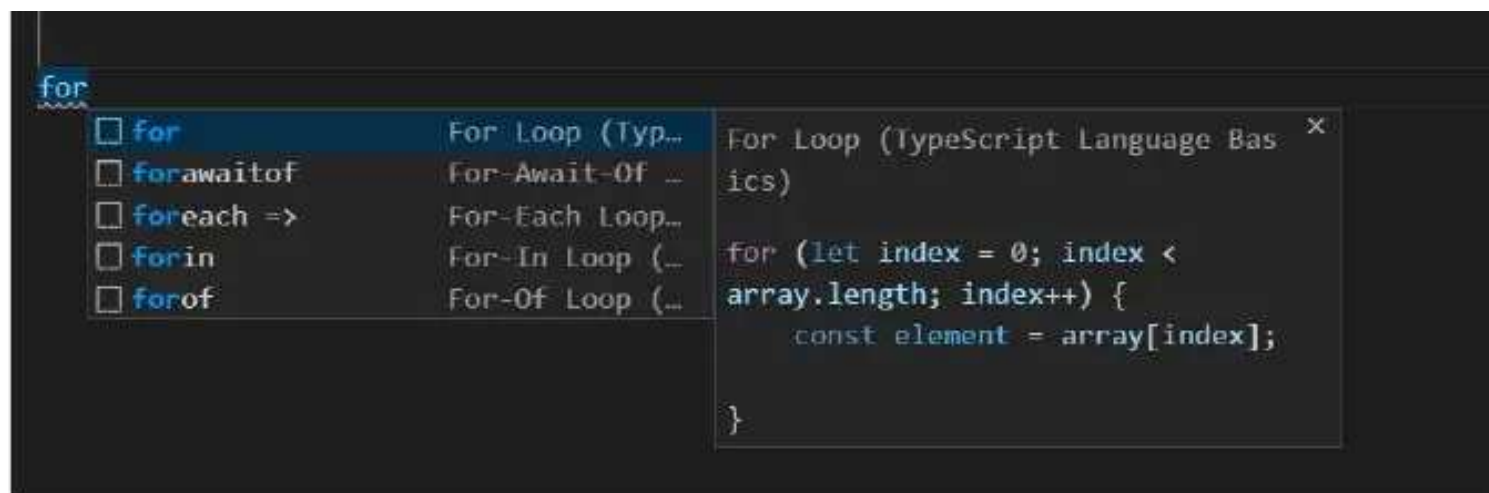 for
for For Loop (Typ…
forawaitof For-Await-Of …
foreach => For-Each Loop…
forin For-In Loop (…
forof For-Of Loop (…
For Loop (TypeScript Language Bas
ics)
for (let index = 0; index <
array.length; index++) {
const element = array[index];
}